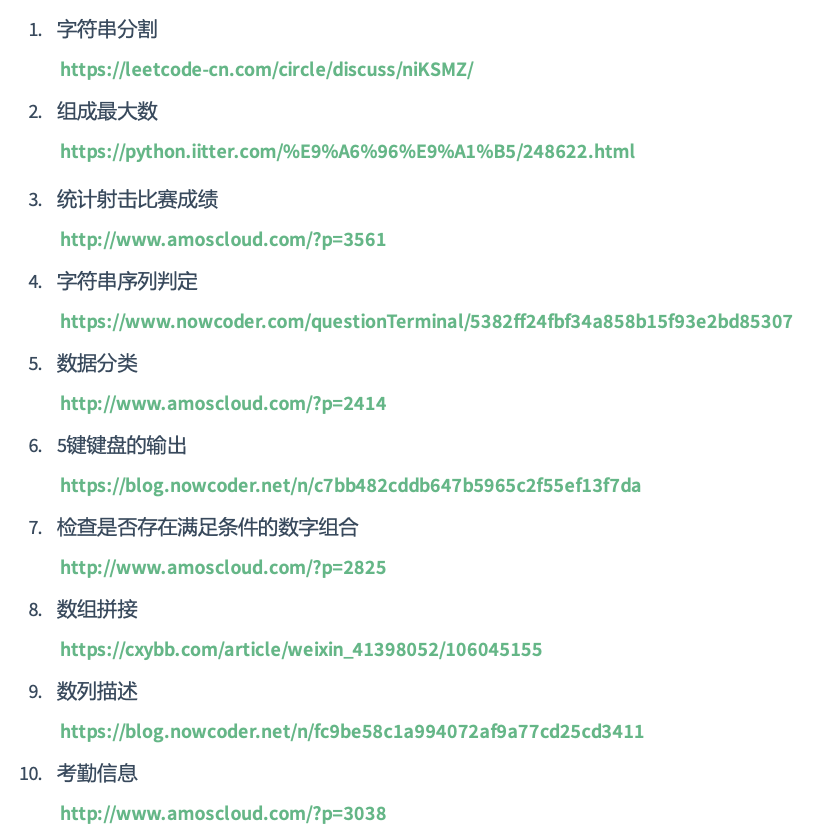 1. 字符串分割
https://leetcode-cn.com/circle/discuss/niKSMZ/
2. 组成最大数
https://python.iitter.com/%E9%A6%96%E9%A1%B5/248622.html
3. 统计射击比赛成绩
http://www.amoscloud.com/?p=3561
4. 字符串序列判定
https://www.nowcoder.com/questionTerminal/5382ff24fbf34a858b15f93e2bd85307
5. 数据分类
http://www.amoscloud.com/?p=2414
6. 5键键盘的输出
https://blog.nowcoder.net/n/c7bb482cddb647b5965c2f55ef13f7da
7. 检查是否存在满足条件的数字组合
http://www.amoscloud.com/?p=2825
8. 数组拼接
https://cxybb.com/article/weixin_41398052/106045155
9. 数列描述
https://blog.nowcoder.net/n/fc9be58c1a994072af9a77cd25cd3411
10. 考勤信息
http://www.amoscloud.com/?p=3038